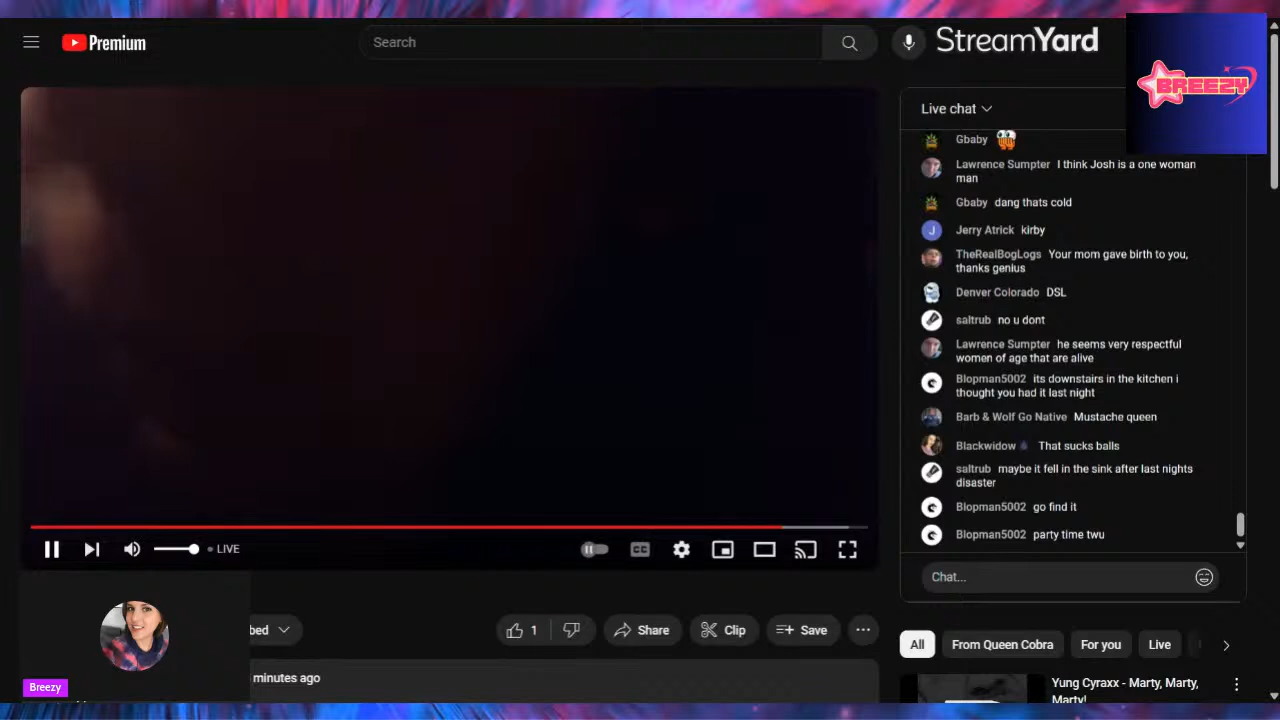 Premium
Search
StreamYard
BREEZY
Live chat
Gbaby
Lawrence Sumpter I think Josh is a one woman
man
Gbaby dang thats cold
J Jerry Atrick kirby
TheRealBogLogs Your mom gave birth to you,
thanks genius
Denver Colorado DSL
saltrub no u dont
Lawrence Sumpter he seems very respectful
women of age that are alive
Blopman5002 its downstairs in the kitchen i
thought you had it last night
Barb & Wolf Go Native Mustache queen
Blackwidow That sucks balls
saltrub maybe it fell in the sink after last nights
disaster
Blopman5002 go find it
Blopman5002 party time two
LIVE
CC
Chat...
bed
1
Share
Clip
Save
All
From Queen Cobra
For you
Live
minutes ago
Breezy
Yung Cyraxx - Marty, Marty,
Marty!